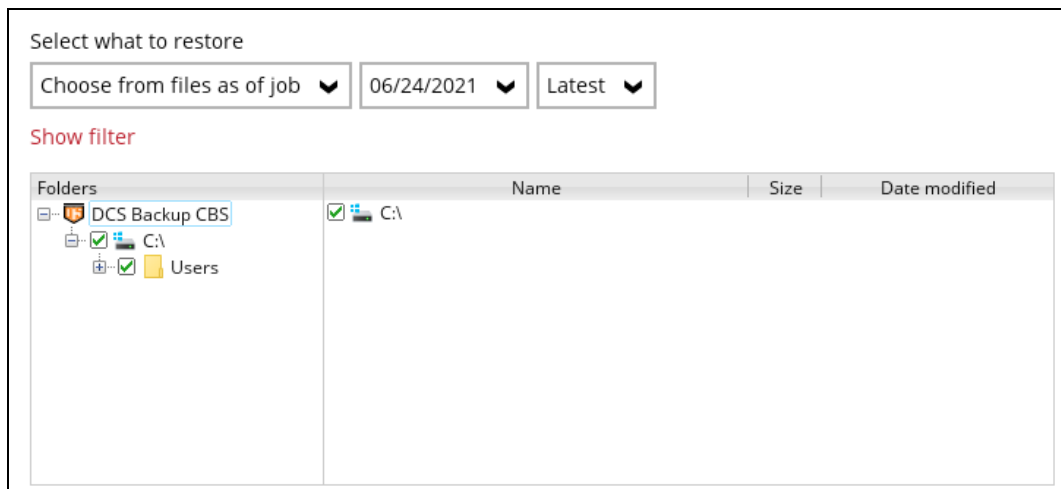 Select what to restore
Choose from files as of job 06/24/2021 Latest
Show filter
Folders Name Size Date modified
DCS Backup CBS C:\
C:\
Users